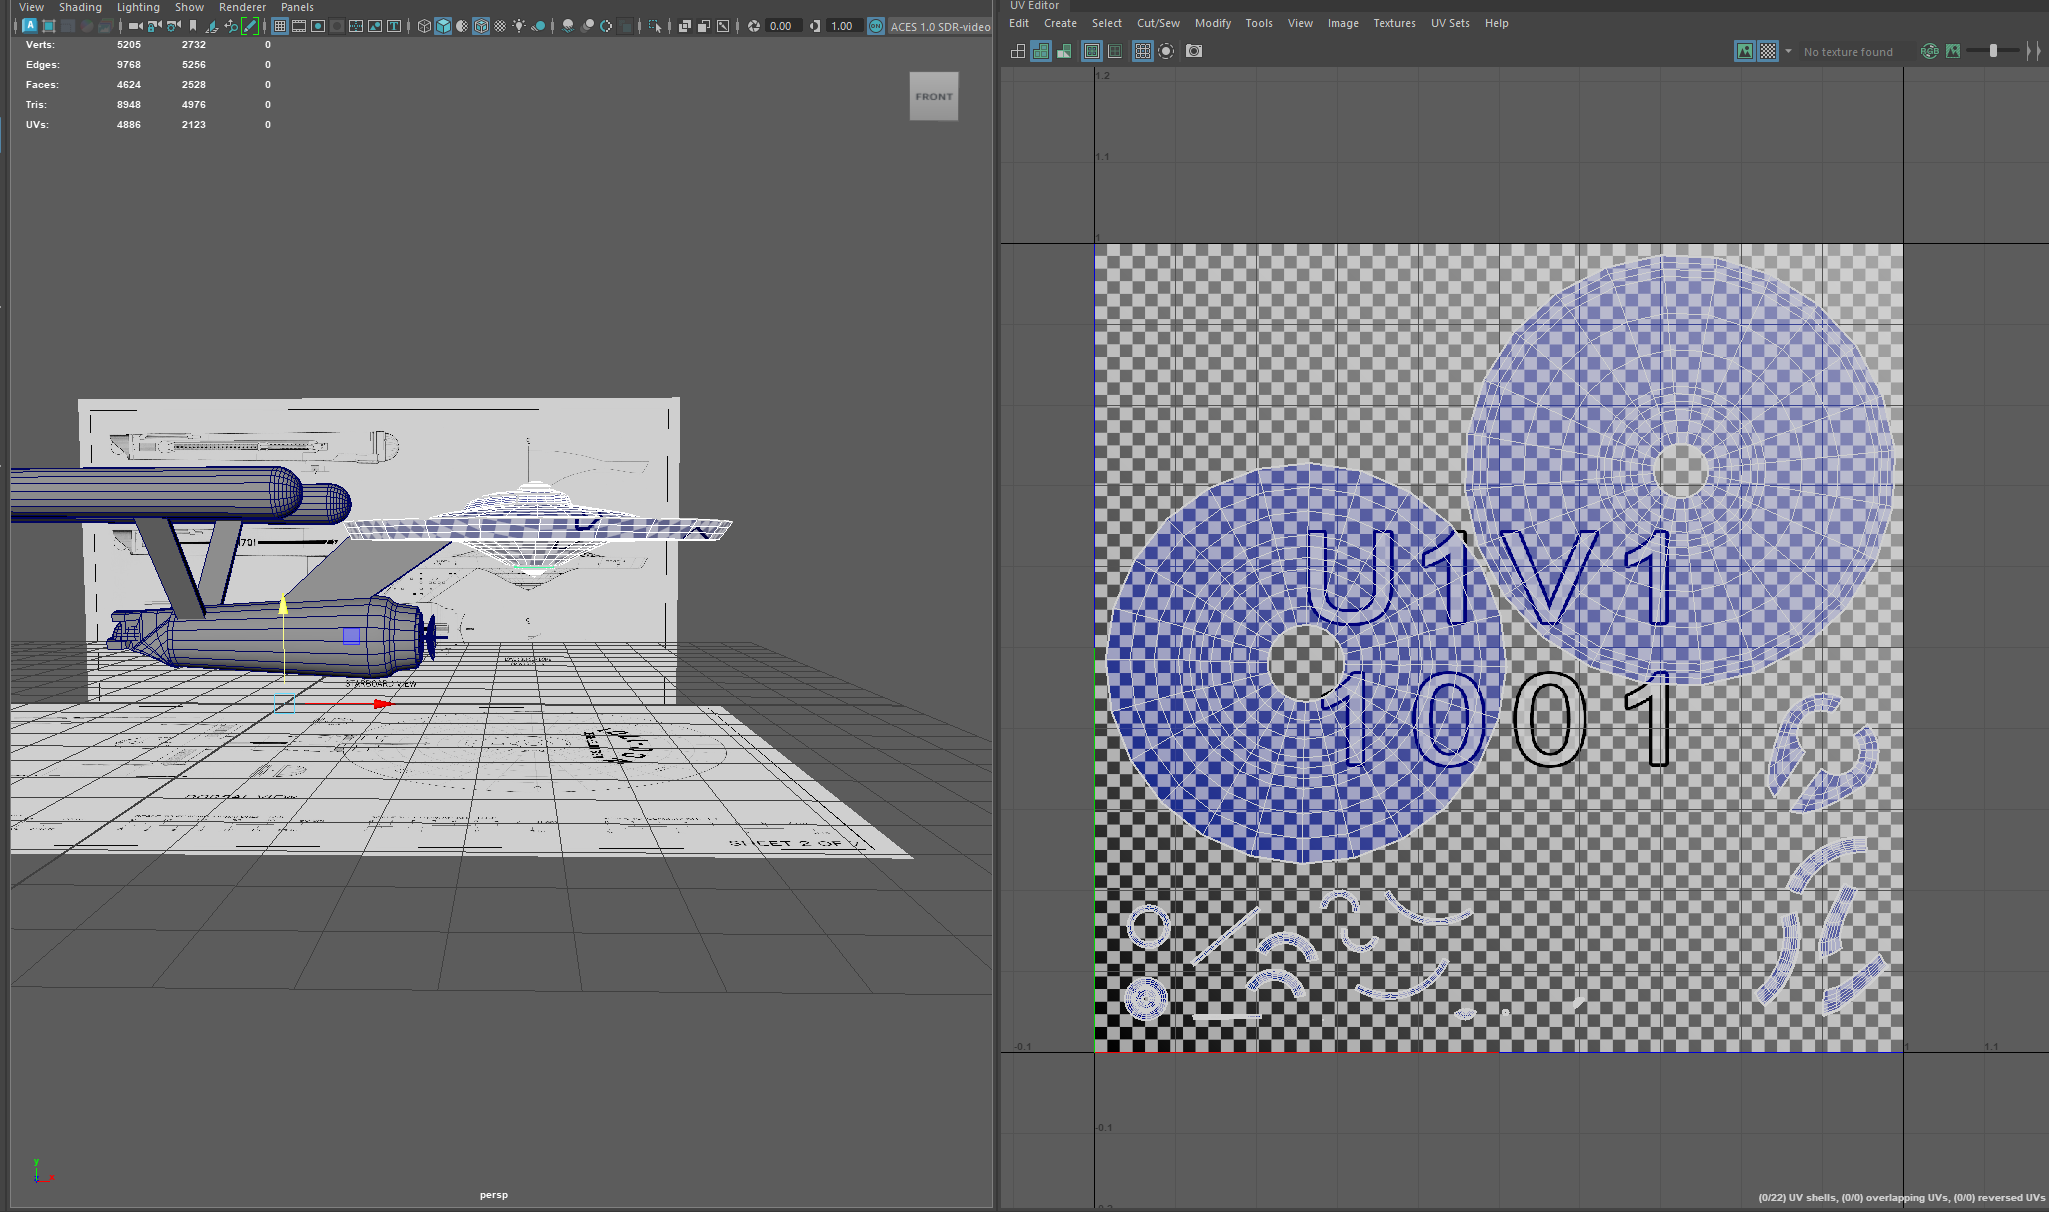 View Shading Lighting Show Renderer Panels
0.00 1.00 ON ACES 1.0 SDR-video
Verts: 5205 2732 0
Edges: 9768 5256 0
Faces: 4624 2528 0
Tris: 8948 4976 0
UVs: 4886 2123 0
FRONT
STARBOARD VIEW
DORSAL VIEW
SHEET 2 OF
y
persp
UV Editor
Edit Create Select Cut/Sew Modify Tools View Image Textures UV Sets Help
No texture found RGB
1.2
1.1
1
U1V1
1001
-0.1 1 1.1
-0.1
(0/22) UV shells, (0/0) overlapping UVs, (0/0) reversed UVs